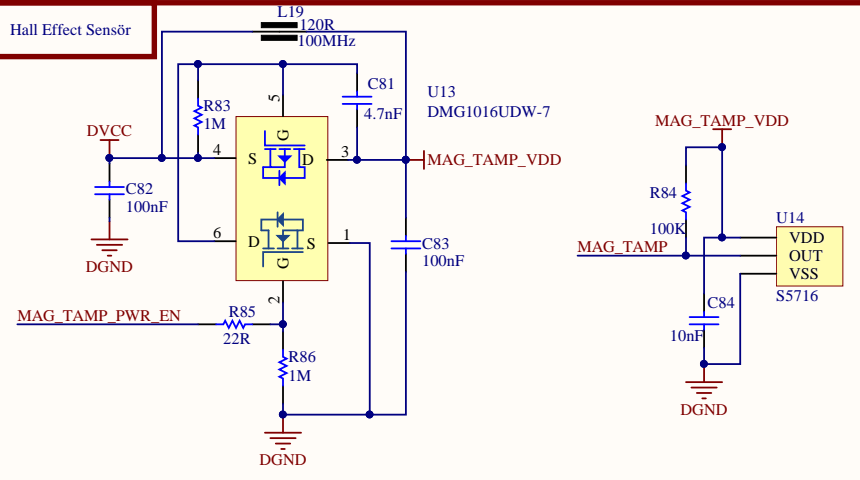 Hall Effect Sensör
L19
120R
100MHz
R83
1M
5
C81
4.7nF
U13
DMG1016UDW-7
DVCC
4
S
G
D
3
MAG_TAMP_VDD
C82
100nF
DGND
6
D
G
S
1
C83
100nF
2
MAG_TAMP_PWR_EN
R85
22R
R86
1M
DGND
MAG_TAMP_VDD
R84
100K
MAG_TAMP
U14
VDD
OUT
VSS
S5716
C84
10nF
DGND